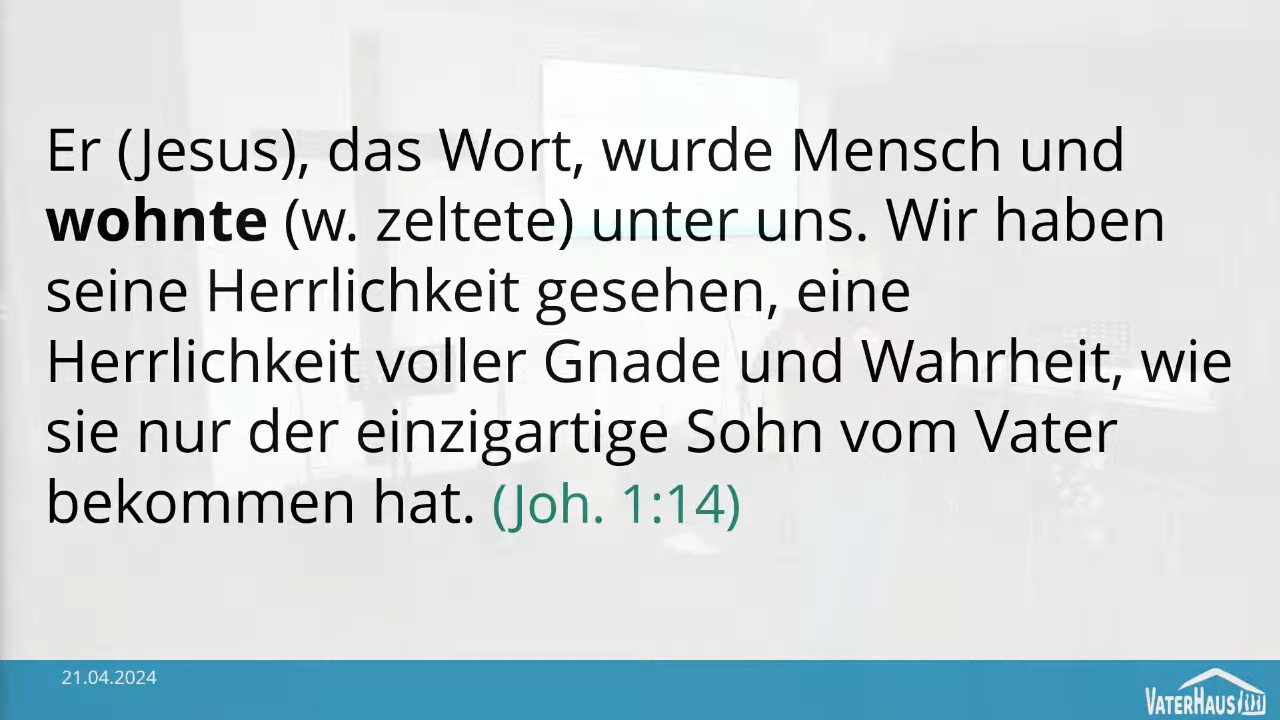 Er (Jesus), das Wort, wurde Mensch und
wohnte (w. zeltete) unter uns. Wir haben
seine Herrlichkeit gesehen, eine
Herrlichkeit voller Gnade und Wahrheit, wie
sie nur der einzigartige Sohn vom Vater
bekommen hat. (Joh. 1:14)
21.04.2024
VATERHAUS